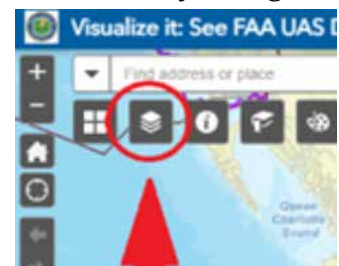 Visualize it: See FAA UAS D
Find address or place
Queen
Charlotte
Sound